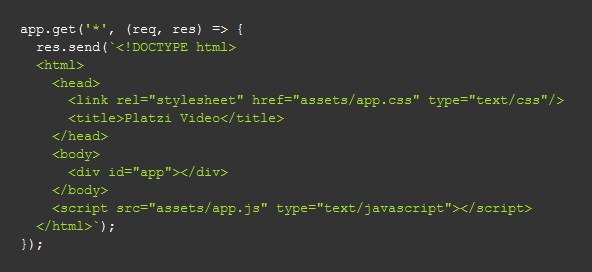 app.get('*', (req, res) => {
  res.send(`<!DOCTYPE html>
  <html>
    <head>
      <link rel="stylesheet" href="assets/app.css" type="text/css"/>
      <title>Platzi Video</title>
    </head>
    <body>
      <div id="app"></div>
    </body>
    <script src="assets/app.js" type="text/javascript"></script>
  </html>`);
});